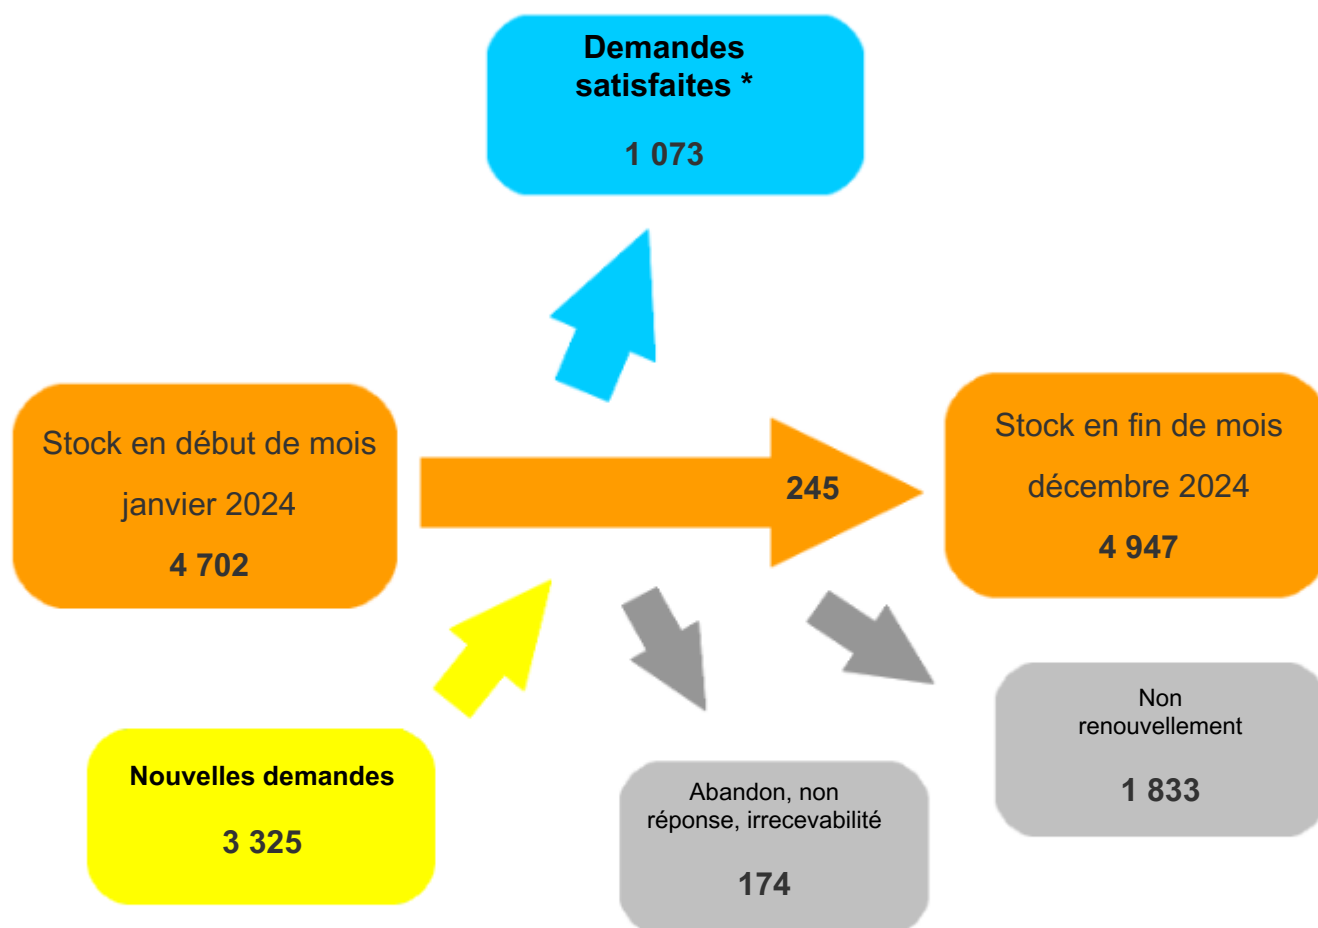 Demandes
satisfaites *
1 073
Stock en début de mois
janvier 2024
4 702
245
Stock en fin de mois
décembre 2024
4 947
Nouvelles demandes
3 325
Abandon, non
réponse, irrecevabilité
174
Non
renouvellement
1 833